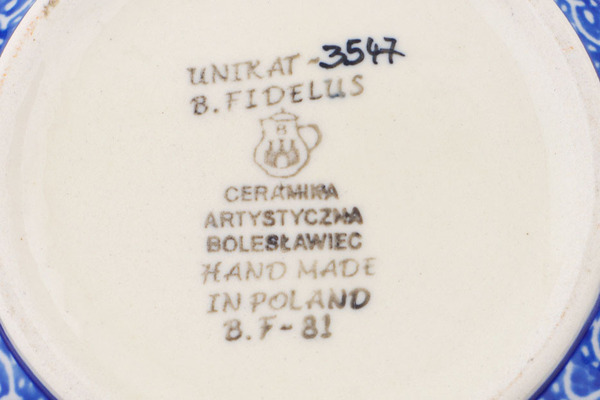 UNIKAT - 3547
B. FIDELUS
B
CERAMIKA
ARTYSTYCZNA
BOLESŁAWIEC
HAND MADE
IN POLAND
B.F-81